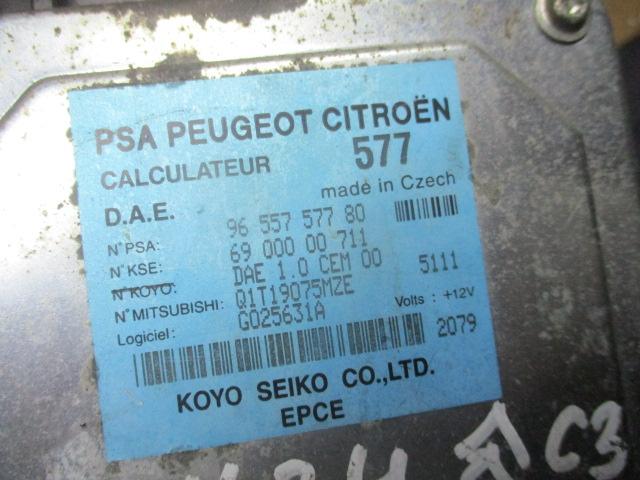 PSA PEUGEOT CITROËN
CALCULATEUR 577
D.A.E. made in Czech
N°PSA: 96 557 577 80
N°KSE: 69 000 00 711
N°KOYO: DAE 1.0 CEM 00 5111
N°MITSUBISHI: Q1T19075MZE
Logiciel: G025631A Volts : +12V
2079
KOYO SEIKO CO.,LTD.
EPCE
C3